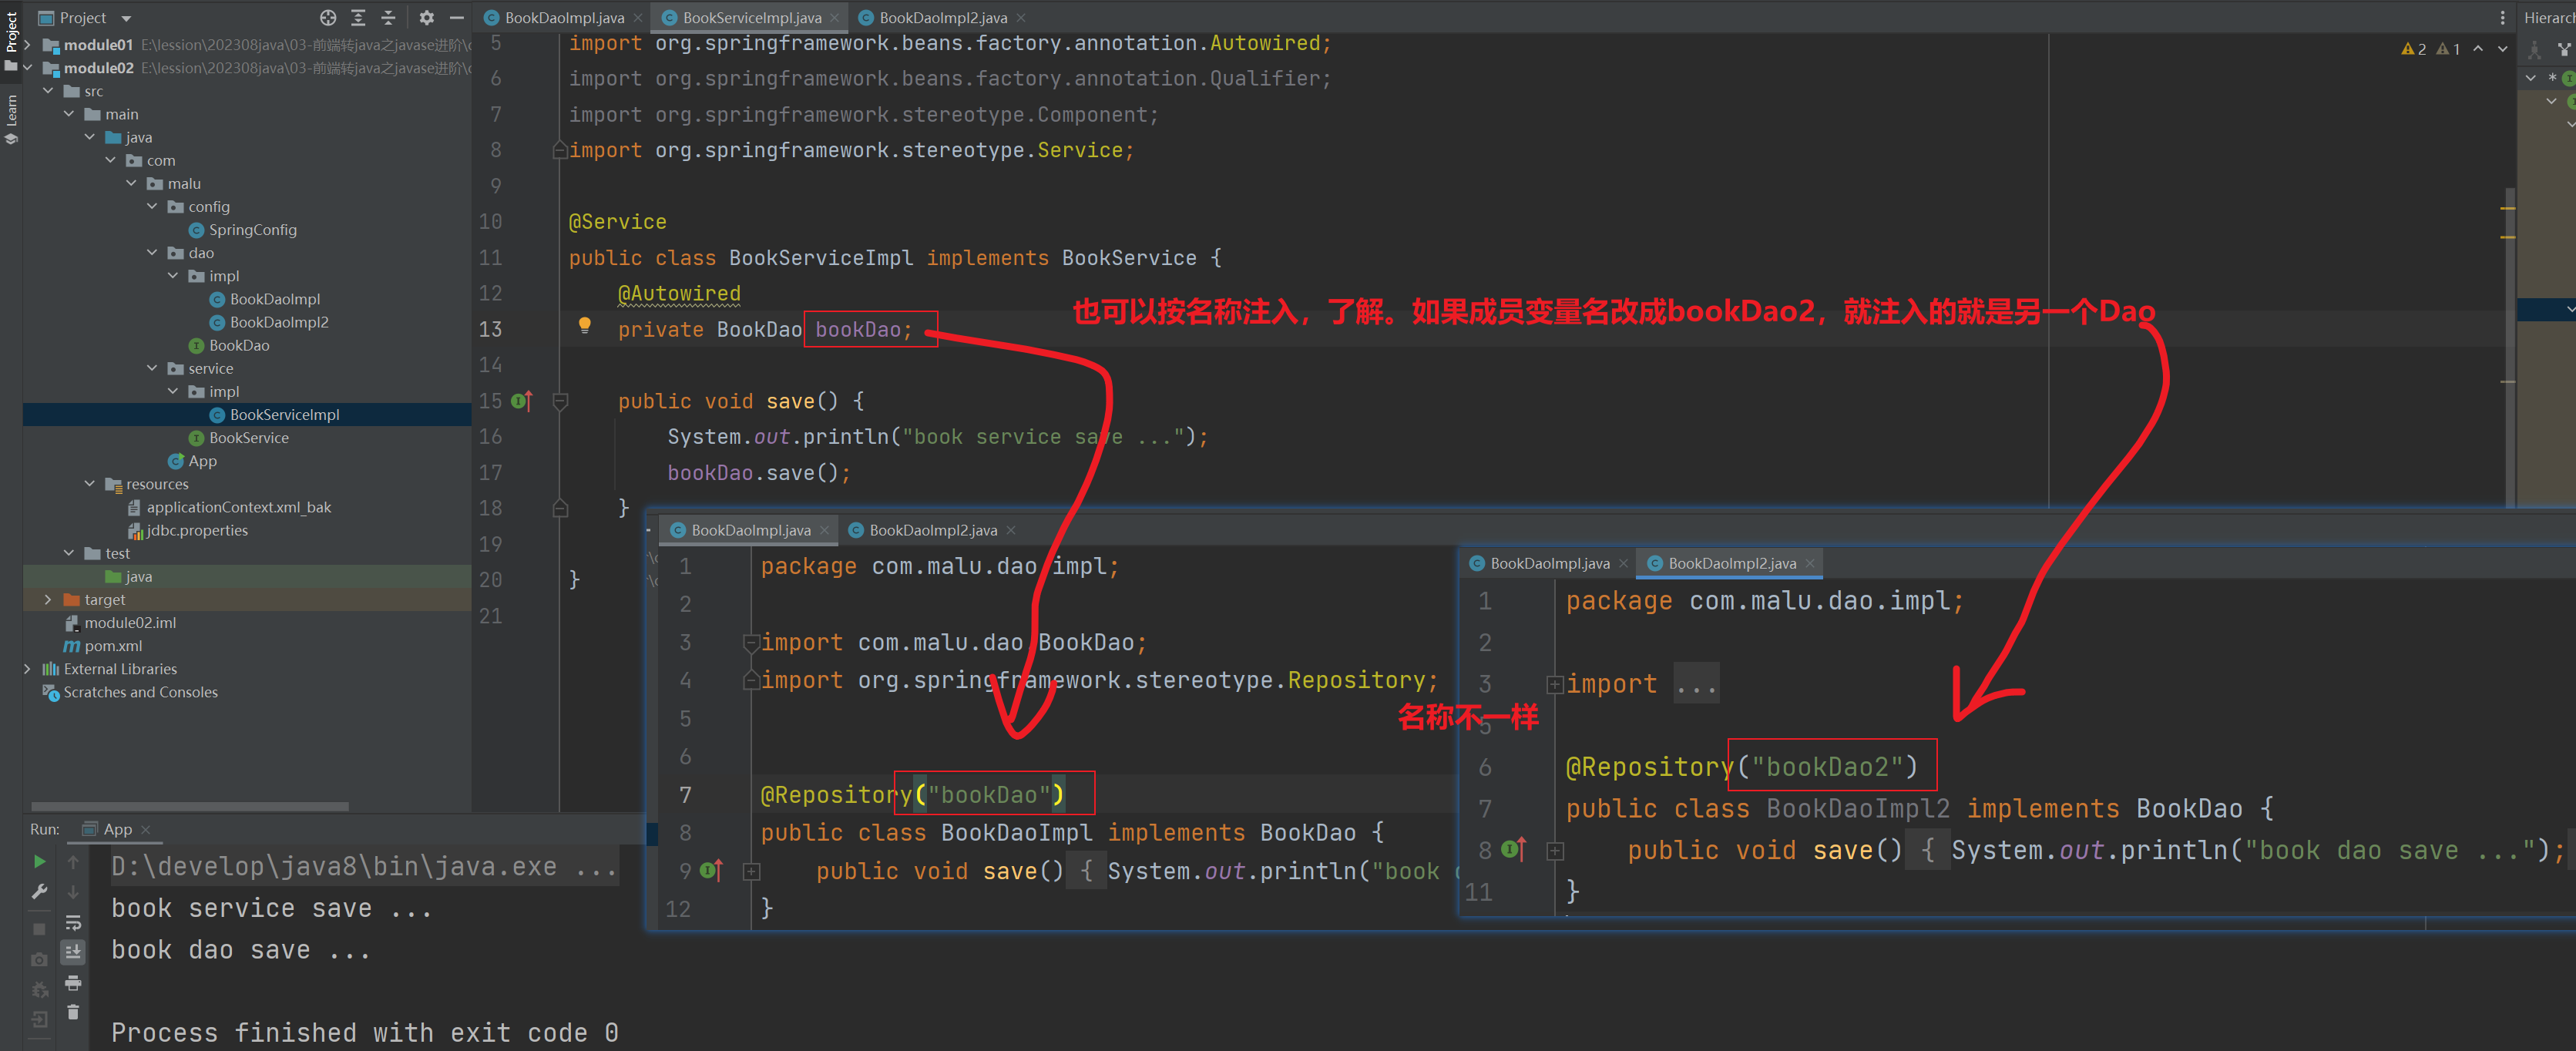 Project
BookDaoImpl.java
BookServiceImpl.java
BookDaoImpl2.java
Hierarch
Project
Learn
module01 E:\lession\202308java\03-前端转java之javase进阶\c
module02 E:\lession\202308java\03-前端转java之javase进阶\c
src
main
java
com
malu
config
SpringConfig
dao
impl
BookDaoImpl
BookDaoImpl2
BookDao
service
impl
BookServiceImpl
BookService
App
resources
applicationContext.xml_bak
jdbc.properties
test
java
target
module02.iml
pom.xml
External Libraries
Scratches and Consoles
2 1
5 import org.springframework.beans.factory.annotation.Autowired;
6 import org.springframework.beans.factory.annotation.Qualifier;
7 import org.springframework.stereotype.Component;
8 import org.springframework.stereotype.Service;
9
10 @Service
11 public class BookServiceImpl implements BookService {
12 @Autowired
13 private BookDao bookDao;
也可以按名称注入，了解。如果成员变量名改成bookDao2，就注入的就是另一个Dao
14
15 public void save() {
16 System.out.println("book service save ...");
17 bookDao.save();
18 }
19
20 }
21
BookDaoImpl.java
BookDaoImpl2.java
1 package com.malu.dao.impl;
2
3 import com.malu.dao.BookDao;
4 import org.springframework.stereotype.Repository;
5
6
7 @Repository("bookDao")
8 public class BookDaoImpl implements BookDao {
9 public void save() { System.out.println("book
12 }
名称不一样
BookDaoImpl.java
BookDaoImpl2.java
1 package com.malu.dao.impl;
2
3 import ...
5
6 @Repository("bookDao2")
7 public class BookDaoImpl2 implements BookDao {
8 public void save() { System.out.println("book dao save ...");
11 }
Run:
App
D:\develop\java8\bin\java.exe ...
book service save ...
book dao save ...
Process finished with exit code 0